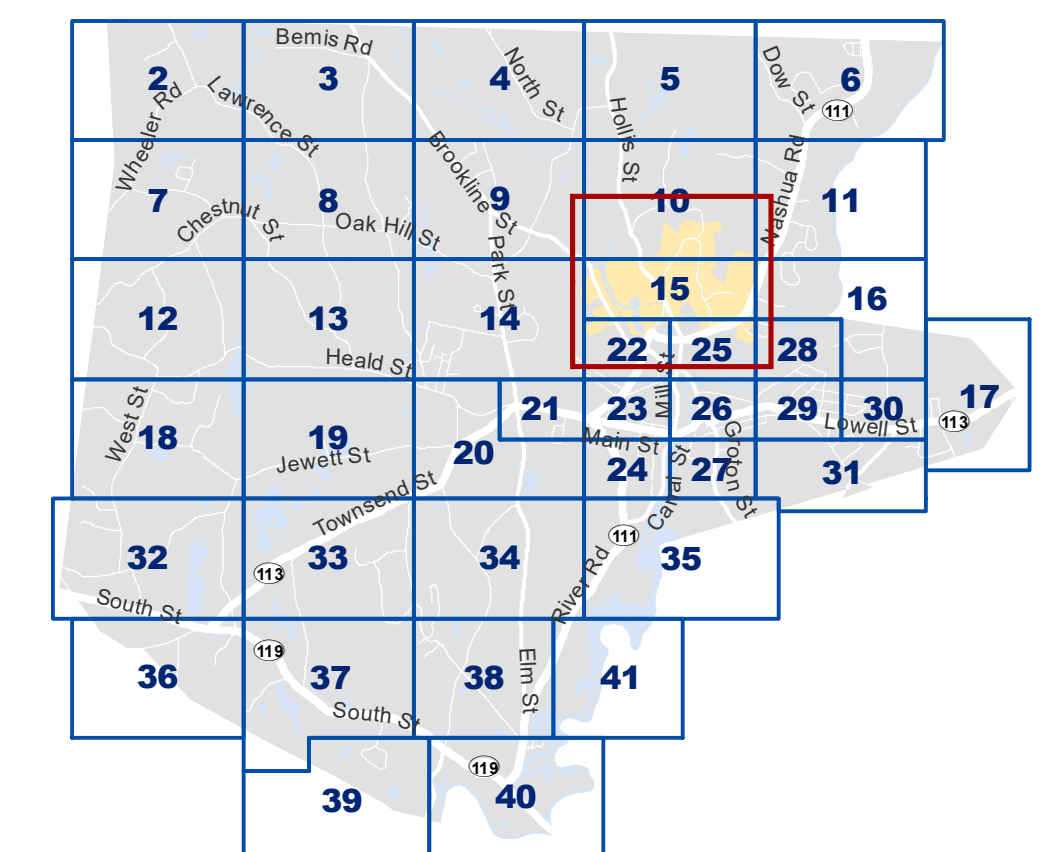 Bemis Rd
2
3
4
North St
5
Dow St
6
111
Wheeler Rd
Lawrence St
Hollis St
Brookline St
Nashua Rd
7
Chestnut St
8
Oak Hill St
9
10
11
Park St
12
13
14
15
16
Heald St
22
Mill St
25
28
17
West St
18
19
Jewett St
20
21
23
26
29
30
Lowell St
113
Main St
24
27
Groton St
31
Canal St
Townsend St
32
113
33
34
111
River Rd
35
South St
119
36
37
38
Elm St
41
South St
119
39
40